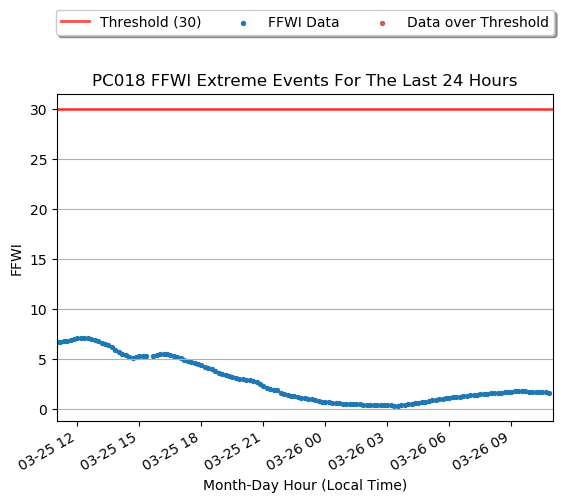 Threshold (30) FFWI Data Data over Threshold
PC018 FFWI Extreme Events For The Last 24 Hours
30
25
20
15
10
5
0
FFWI
03-25 12 03-25 15 03-25 18 03-25 21 03-26 00 03-26 03 03-26 06 03-26 09
Month-Day Hour (Local Time)